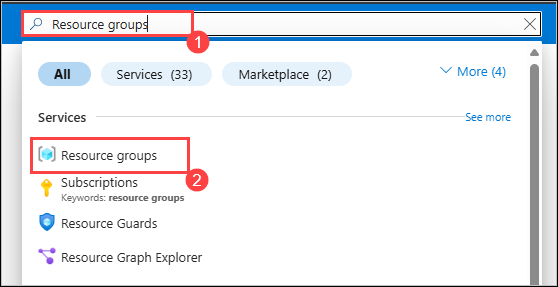 Resource groups
1
All
Services (33)
Marketplace (2)
More (4)
Services
See more
Resource groups
2
Subscriptions
Keywords: resource groups
Resource Guards
Resource Graph Explorer